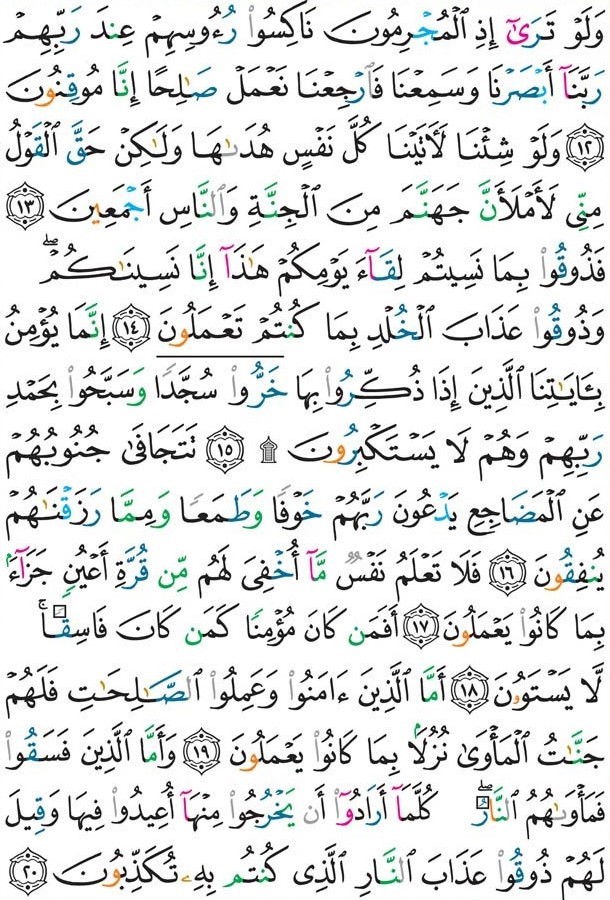 وَلَوْ تَرَىٰٓ إِذِ ٱلْمُجْرِمُونَ نَاكِسُوا۟ رُءُوسِهِمْ عِندَ رَبِّهِمْ
رَبَّنَآ أَبْصَرْنَا وَسَمِعْنَا فَٱرْجِعْنَا نَعْمَلْ صَـٰلِحًا إِنَّا مُوقِنُونَ
١٢ وَلَوْ شِئْنَا لَـَٔاتَيْنَا كُلَّ نَفْسٍ هُدَىٰهَا وَلَـٰكِنْ حَقَّ ٱلْقَوْلُ
مِنِّى لَأَمْلَأَنَّ جَهَنَّمَ مِنَ ٱلْجِنَّةِ وَٱلنَّاسِ أَجْمَعِينَ ١٣
فَذُوقُوا۟ بِمَا نَسِيتُمْ لِقَآءَ يَوْمِكُمْ هَـٰذَآ إِنَّا نَسِينَـٰكُمْ ۖ
وَذُوقُوا۟ عَذَابَ ٱلْخُلْدِ بِمَا كُنتُمْ تَعْمَلُونَ ١٤ إِنَّمَا يُؤْمِنُ
بِـَٔايَـٰتِنَا ٱلَّذِينَ إِذَا ذُكِّرُوا۟ بِهَا خَرُّوا۟ سُجَّدًا وَسَبَّحُوا۟ بِحَمْدِ
رَبِّهِمْ وَهُمْ لَا يَسْتَكْبِرُونَ ۩ ١٥ تَتَجَافَىٰ جُنُوبُهُمْ
عَنِ ٱلْمَضَاجِعِ يَدْعُونَ رَبَّهُمْ خَوْفًا وَطَمَعًا وَمِمَّا رَزَقْنَـٰهُمْ
يُنفِقُونَ ١٦ فَلَا تَعْلَمُ نَفْسٌ مَّآ أُخْفِىَ لَهُم مِّن قُرَّةِ أَعْيُنٍ جَزَآءًۢ
بِمَا كَانُوا۟ يَعْمَلُونَ ١٧ أَفَمَن كَانَ مُؤْمِنًا كَمَن كَانَ فَاسِقًا ۚ
لَّا يَسْتَوُۥنَ ١٨ أَمَّا ٱلَّذِينَ ءَامَنُوا۟ وَعَمِلُوا۟ ٱلصَّـٰلِحَـٰتِ فَلَهُمْ
جَنَّـٰتُ ٱلْمَأْوَىٰ نُزُلًۢا بِمَا كَانُوا۟ يَعْمَلُونَ ١٩ وَأَمَّا ٱلَّذِينَ فَسَقُوا۟
فَمَأْوَىٰهُمُ ٱلنَّارُ ۖ كُلَّمَآ أَرَادُوٓا۟ أَن يَخْرُجُوا۟ مِنْهَآ أُعِيدُوا۟ فِيهَا وَقِيلَ
لَهُمْ ذُوقُوا۟ عَذَابَ ٱلنَّارِ ٱلَّذِى كُنتُم بِهِۦ تُكَذِّبُونَ ٢٠